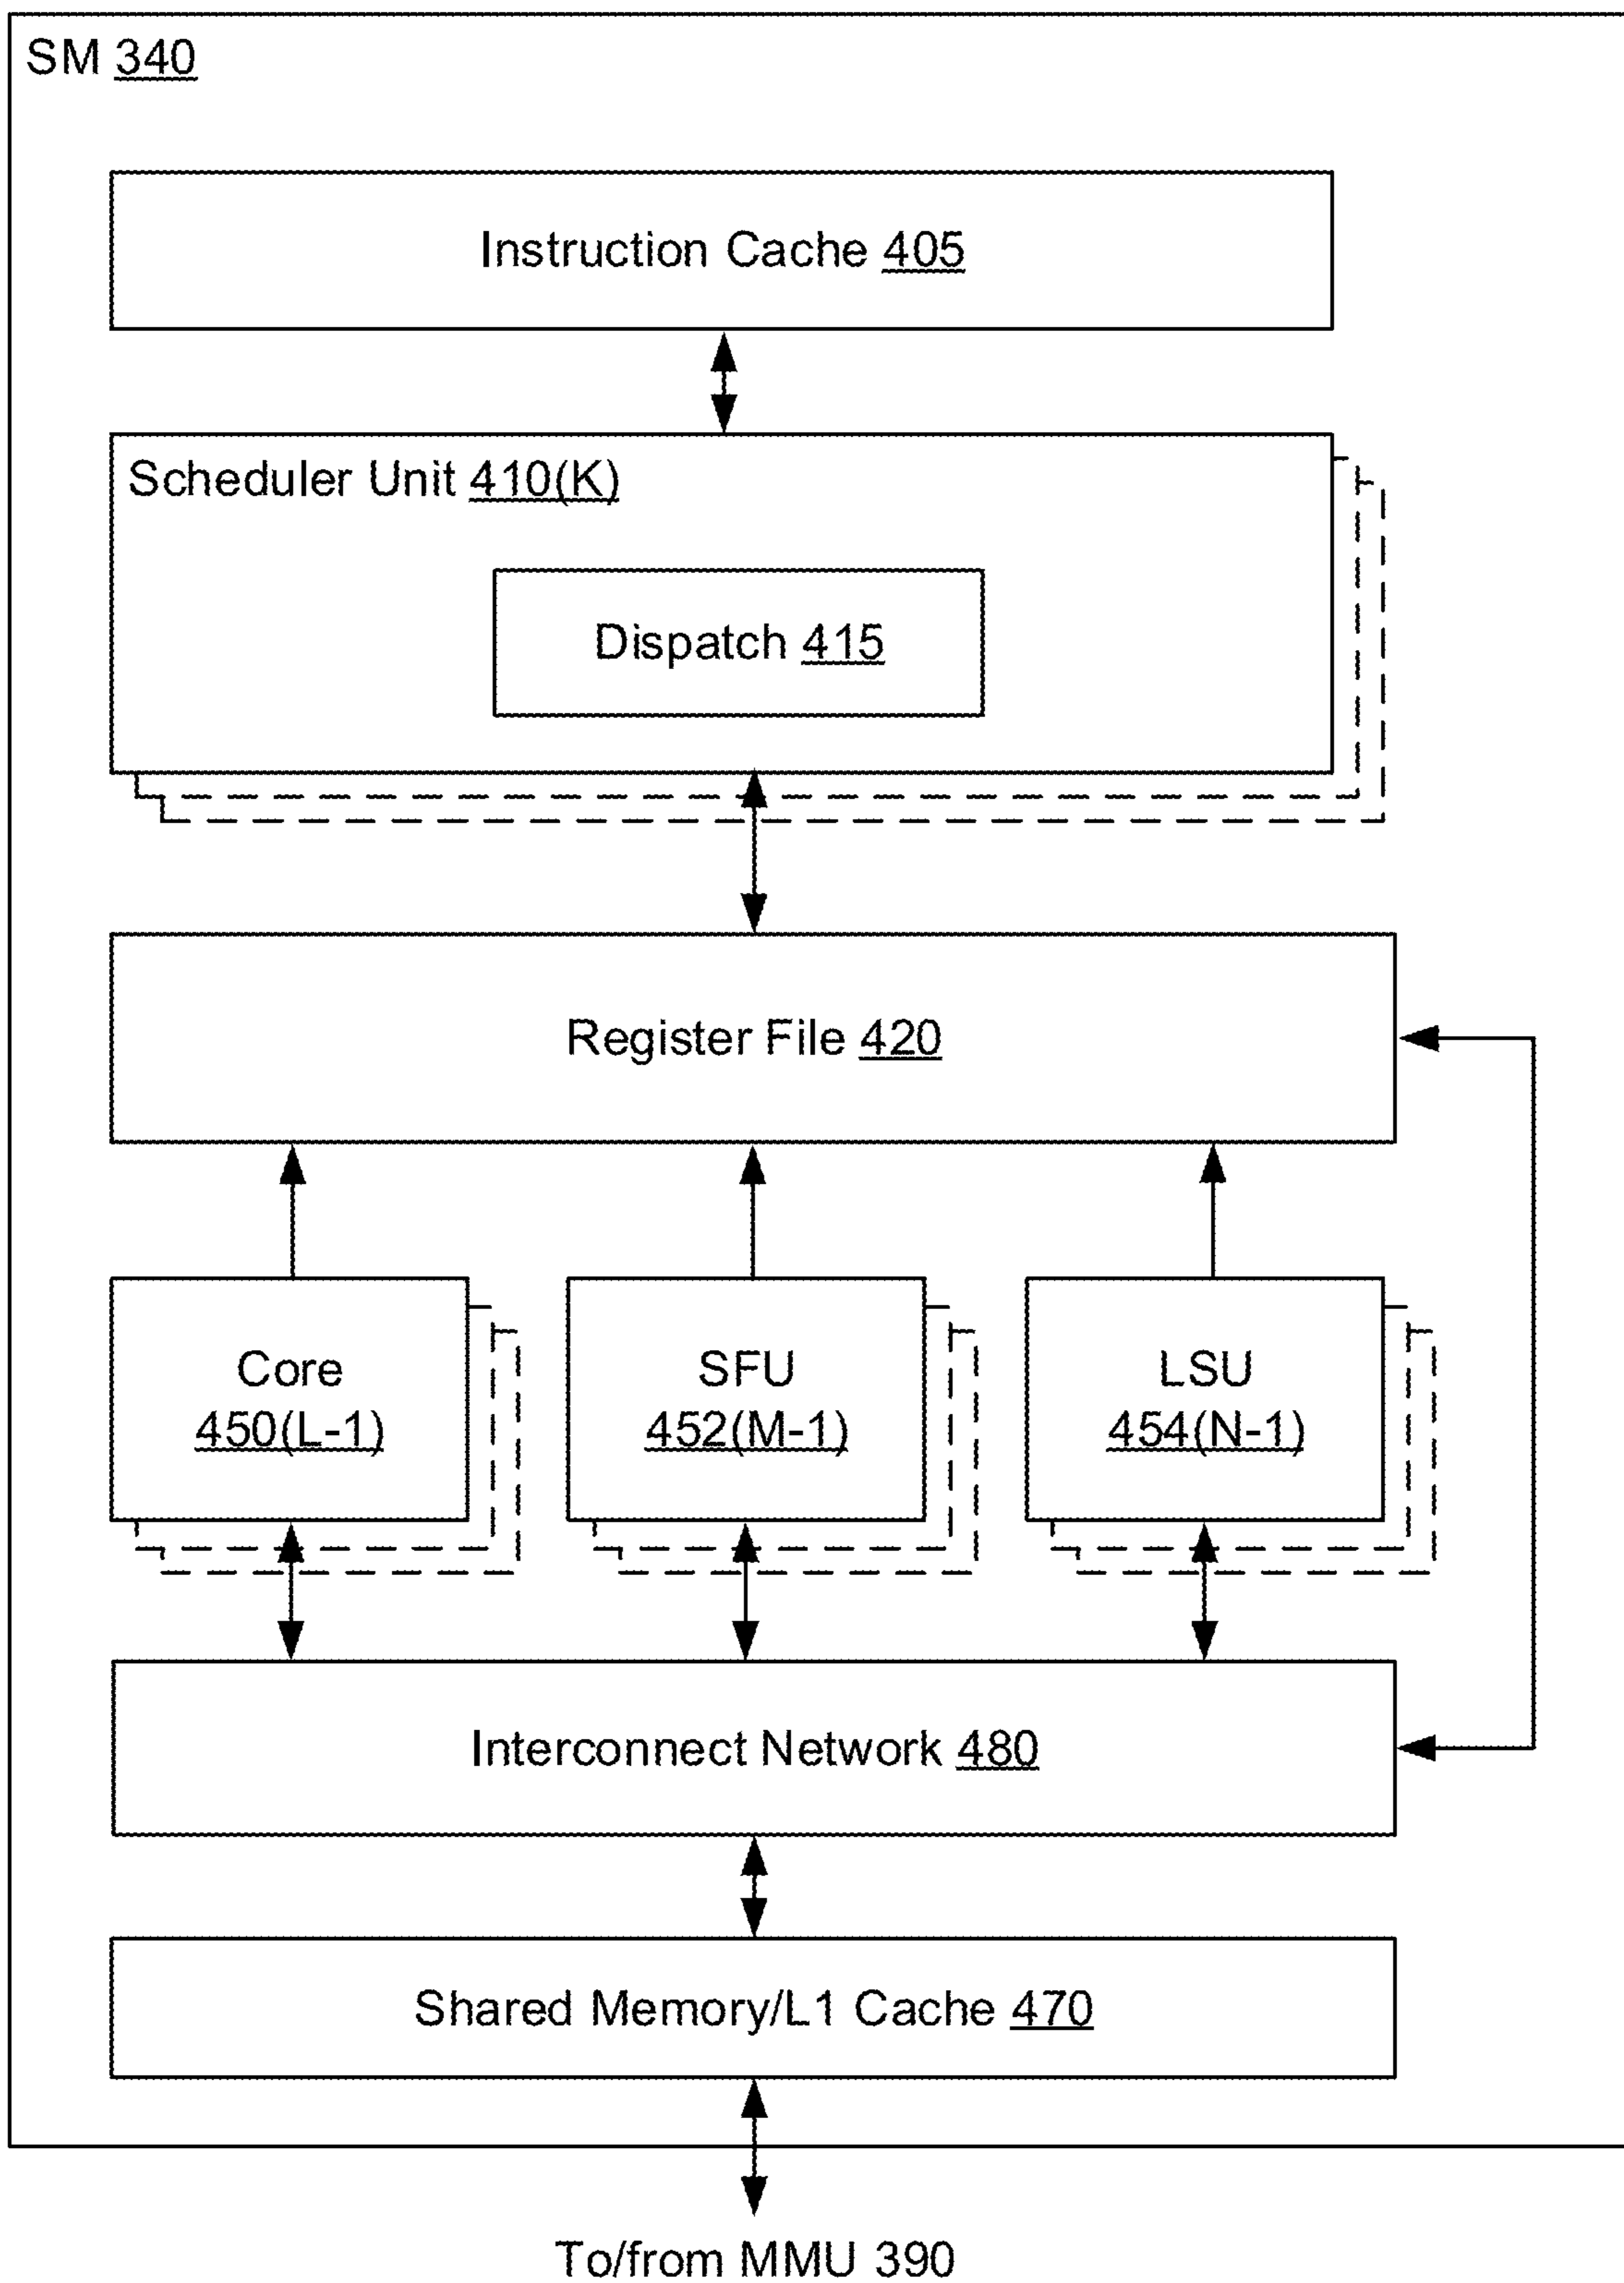 SM 340
Instruction Cache 405
Scheduler Unit 410(K)
Dispatch 415
Register File 420
Core
450(L-1)
SFU
452(M-1)
LSU
454(N-1)
Interconnect Network 480
Shared Memory/L1 Cache 470
To/from MMU 390